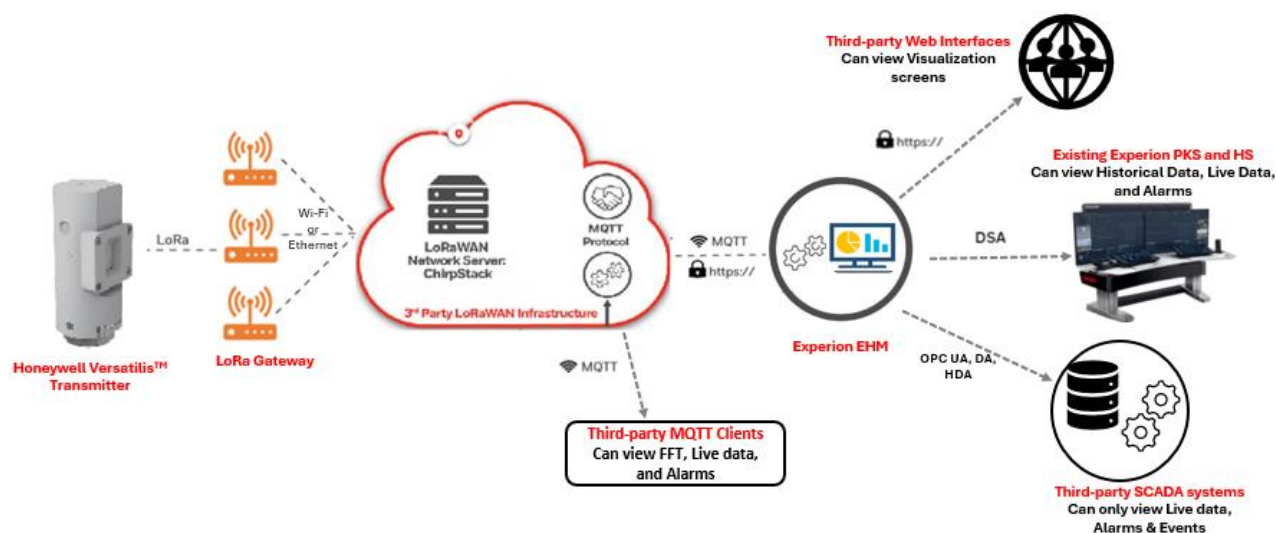 Honeywell Versatilis™
Transmitter
LoRa
LoRa Gateway
Wi-Fi
or
Ethernet
LoRaWAN
Network Server:
ChirpStack
MQTT
Protocol
3rd Party LoRaWAN Infrastructure
MQTT
Third-party MQTT Clients
Can view FFT, Live data,
and Alarms
MQTT
https://
Experion EHM
https://
Third-party Web Interfaces
Can view Visualization
screens
DSA
Existing Experion PKS and HS
Can view Historical Data, Live Data,
and Alarms
OPC UA, DA,
HDA
Third-party SCADA systems
Can only view Live data,
Alarms & Events